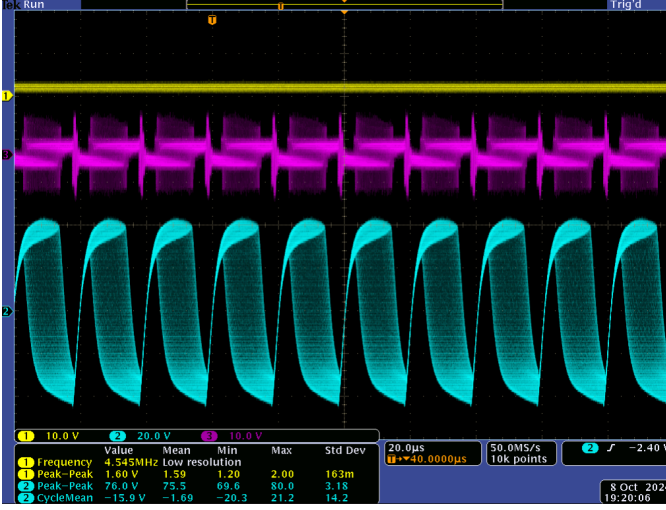 Tek Run Trig'd
T
T
1
3
2
1 10.0 V 2 20.0 V 3 10.0 V
Value Mean Min Max Std Dev
1 Frequency 4.545MHz Low resolution
1 Peak-Peak 1.60 V 1.59 1.20 2.00 163m
2 Peak-Peak 76.0 V 75.5 69.6 80.0 3.18
2 CycleMean -15.9 V -1.69 -20.3 21.2 14.2
20.0µs
T→▾40.0000µs
50.0MS/s
10k points
2 ∫ -2.40 V
8 Oct 202
19:20:06